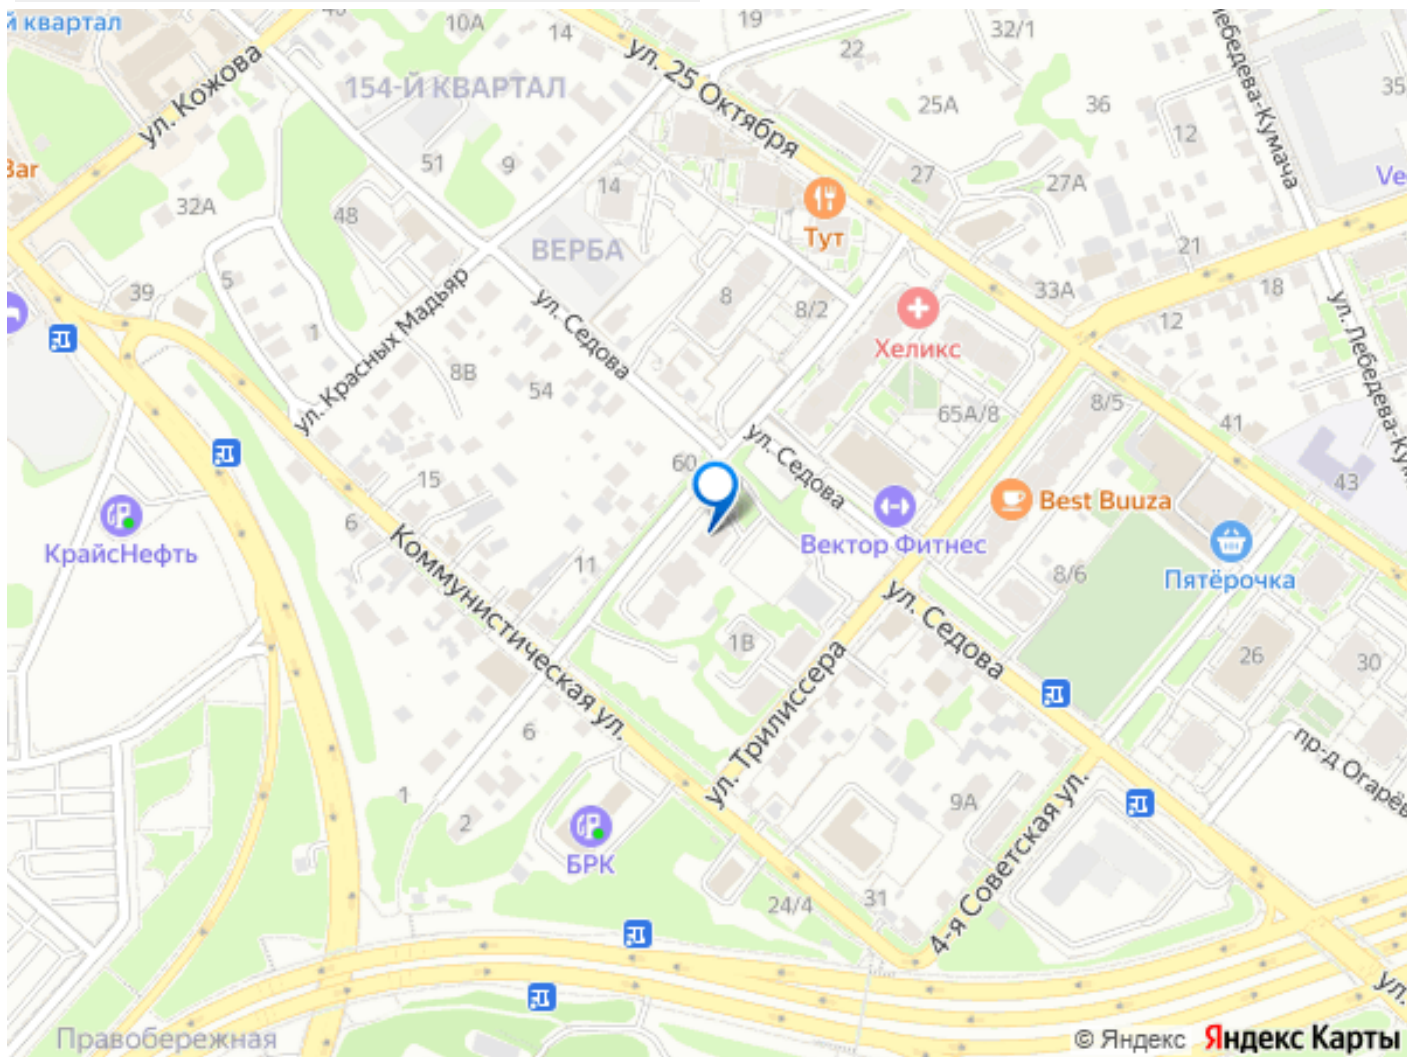 й квартал
10А
14
19
22
32/1
ул. 25 Октября
ул. Кожова
154-Й КВАРТАЛ
25А
36
12
35
Лебедева-Кумача
Bar
51
9
14
27
27А
32А
48
ВЕРБА
Тут
21
39
5
1
8
8/2
33А
18
12
ул. Седова
Хеликс
ул. Красных Мадьяр
8В
54
65А/8
8/5
41
ул. Лебедева-Кум
ул. Седова
60
15
43
6
Best Buuza
КрайсНефть
Вектор Фитнес
Пятёрочка
Коммунистическая ул.
11
8/6
ул. Седова
1В
26
30
ул. Трилиссера
6
пр-д Огарёв
1
2
9А
БРК
4-я Советская ул.
24/4
31
ул.
Правобережная
© Яндекс Яндекс Карты